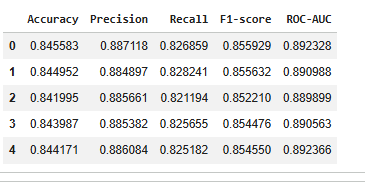 Accuracy Precision Recall F1-score ROC-AUC
0 0.845583 0.887118 0.826859 0.855929 0.892328
1 0.844952 0.884897 0.828241 0.855632 0.890988
2 0.841995 0.885661 0.821194 0.852210 0.889899
3 0.843987 0.885382 0.825655 0.854476 0.890563
4 0.844171 0.886084 0.825182 0.854550 0.892366